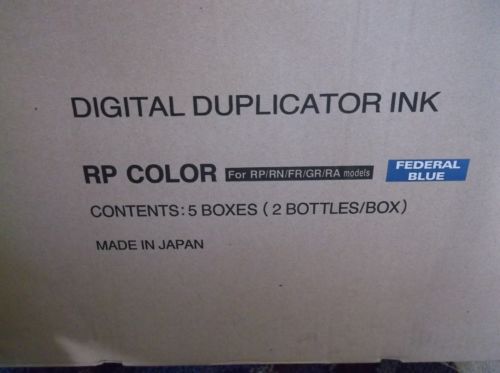 DIGITAL DUPLICATOR INK
RP COLOR For RP/RN/FR/GR/RA models FEDERAL BLUE
CONTENTS: 5 BOXES ( 2 BOTTLES/BOX)
MADE IN JAPAN